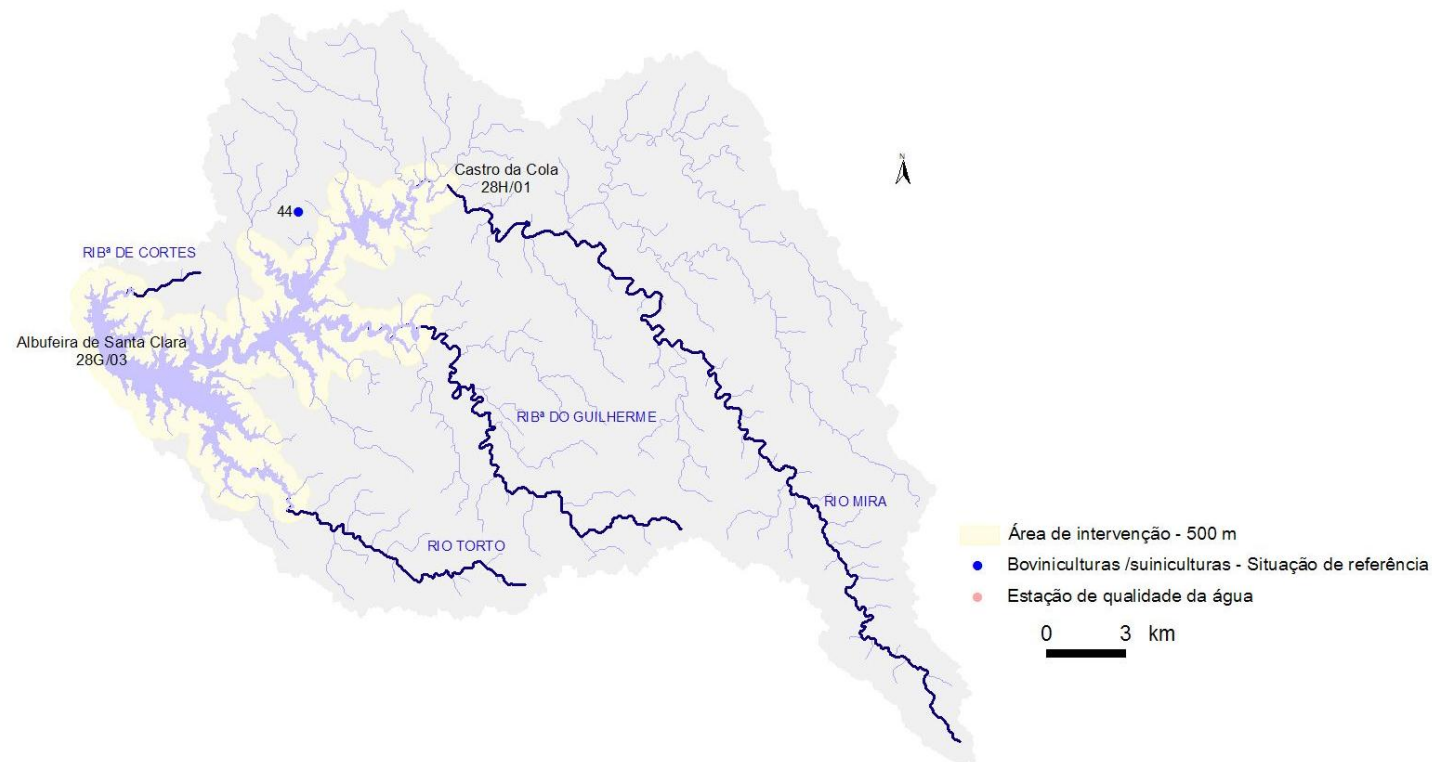 Castro da Cola
28H/01
N
44
RIBª DE CORTES
Albufeira de Santa Clara
28G/03
RIBª DO GUILHERME
RIO MIRA
RIO TORTO
Área de intervenção - 500 m
Boviniculturas /suiniculturas - Situação de referência
Estação de qualidade da água
0 3 km